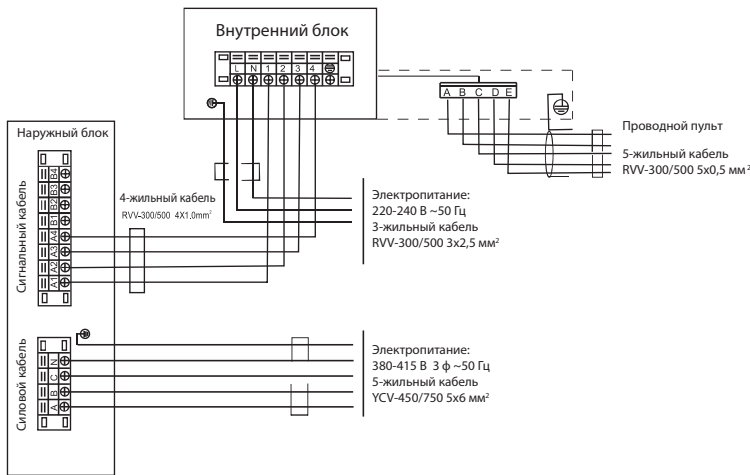 Внутренний блок
L N 1 2 3 4
A B C D E
Проводной пульт
5-жильный кабель
RVV-300/500 5x0,5 мм²
Наружный блок
Сигнальный кабель
B4
B3
B2
B1
A4
A3
A2
A1
4-жильный кабель
RVV-300/500 4X1,0mm²
Электропитание:
220-240 В ~50 Гц
3-жильный кабель
RVV-300/500 3x2,5 мм²
Силовой кабель
N
C
B
A
Электропитание:
380-415 В 3 ф ~50 Гц
5-жильный кабель
YCV-450/750 5x6 мм²